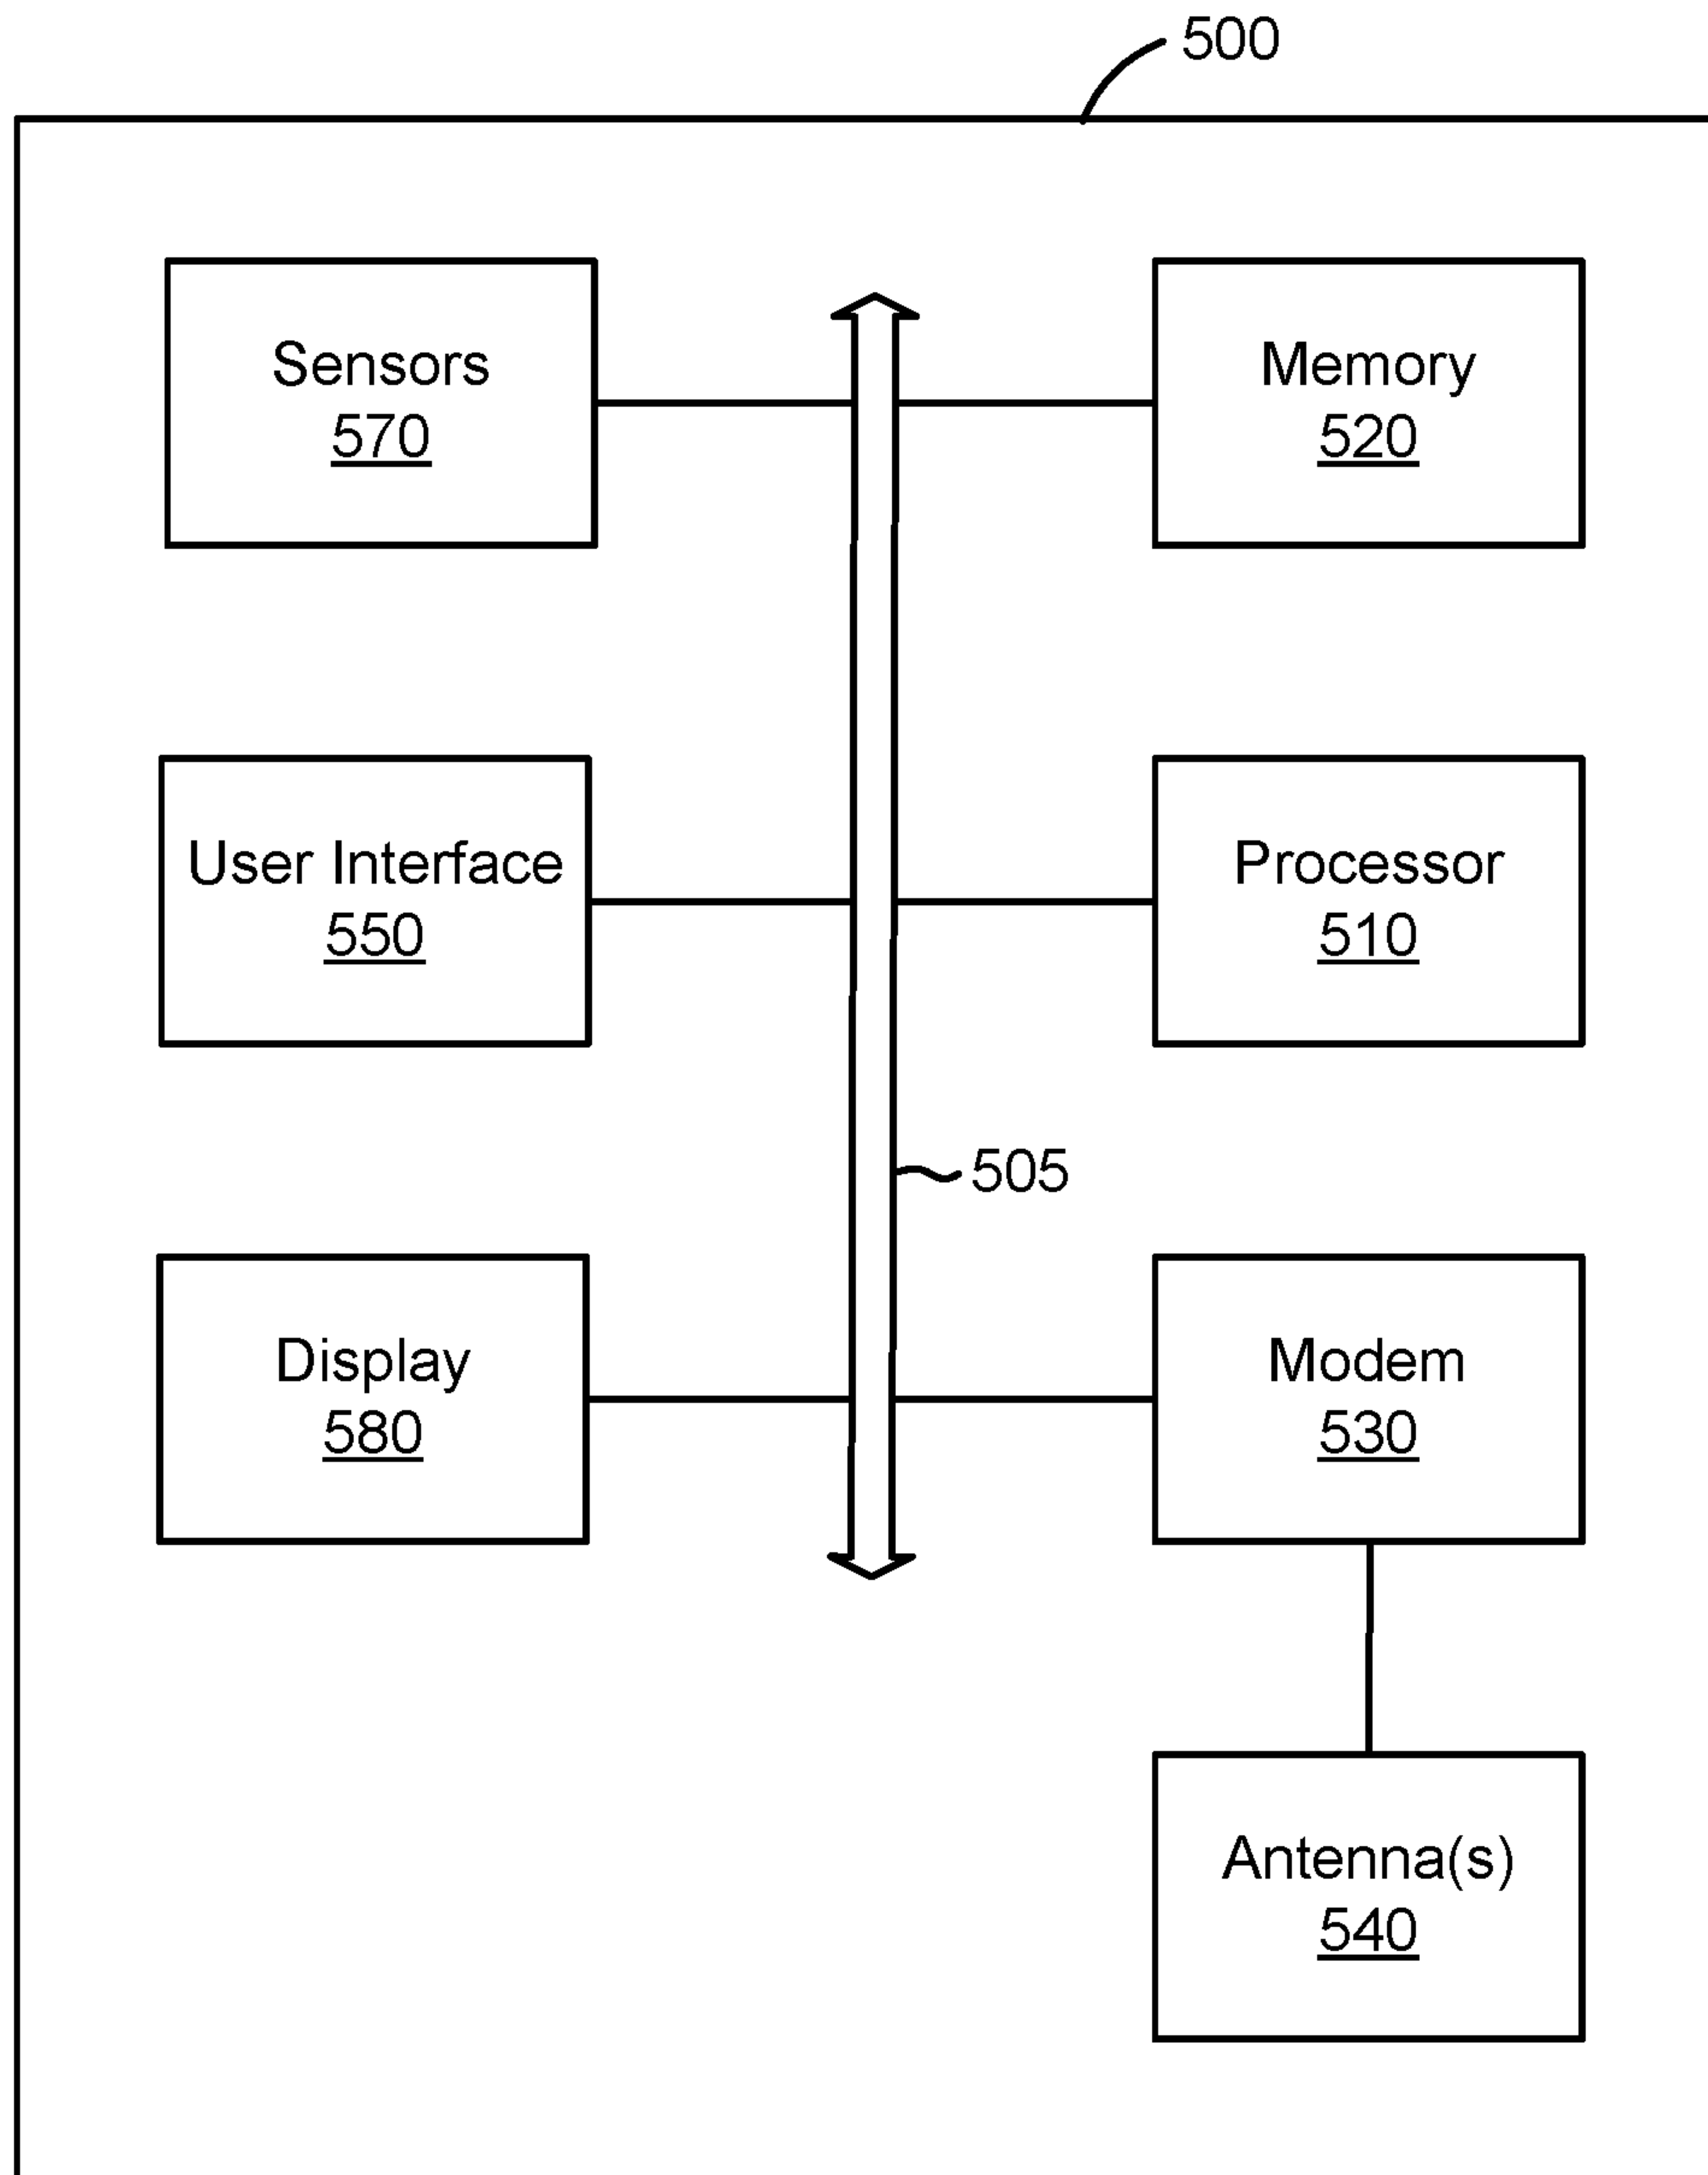 500
Sensors
570
Memory
520
User Interface
550
Processor
510
505
Display
580
Modem
530
Antenna(s)
540